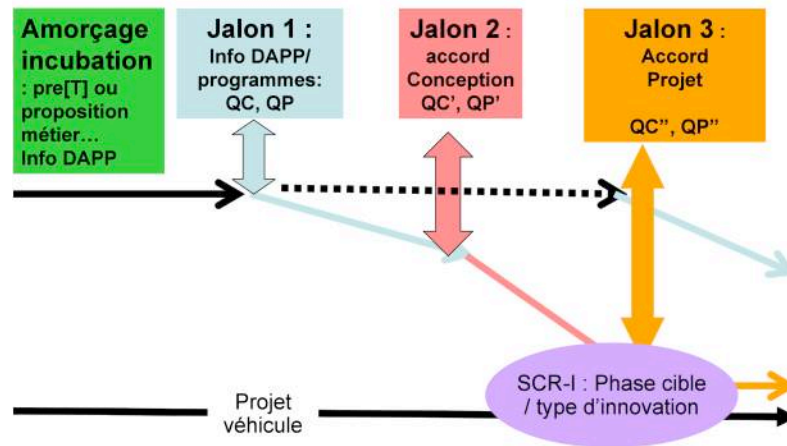 Amorçage
incubation
: pre[T] ou
proposition
métier…
Info DAPP
Jalon 1 :
Info DAPP/
programmes:
QC, QP
Jalon 2 :
accord
Conception
QC’, QP’
Jalon 3 :
Accord
Projet
QC’’, QP’’
SCR-I : Phase cible
/ type d’innovation
Projet
véhicule